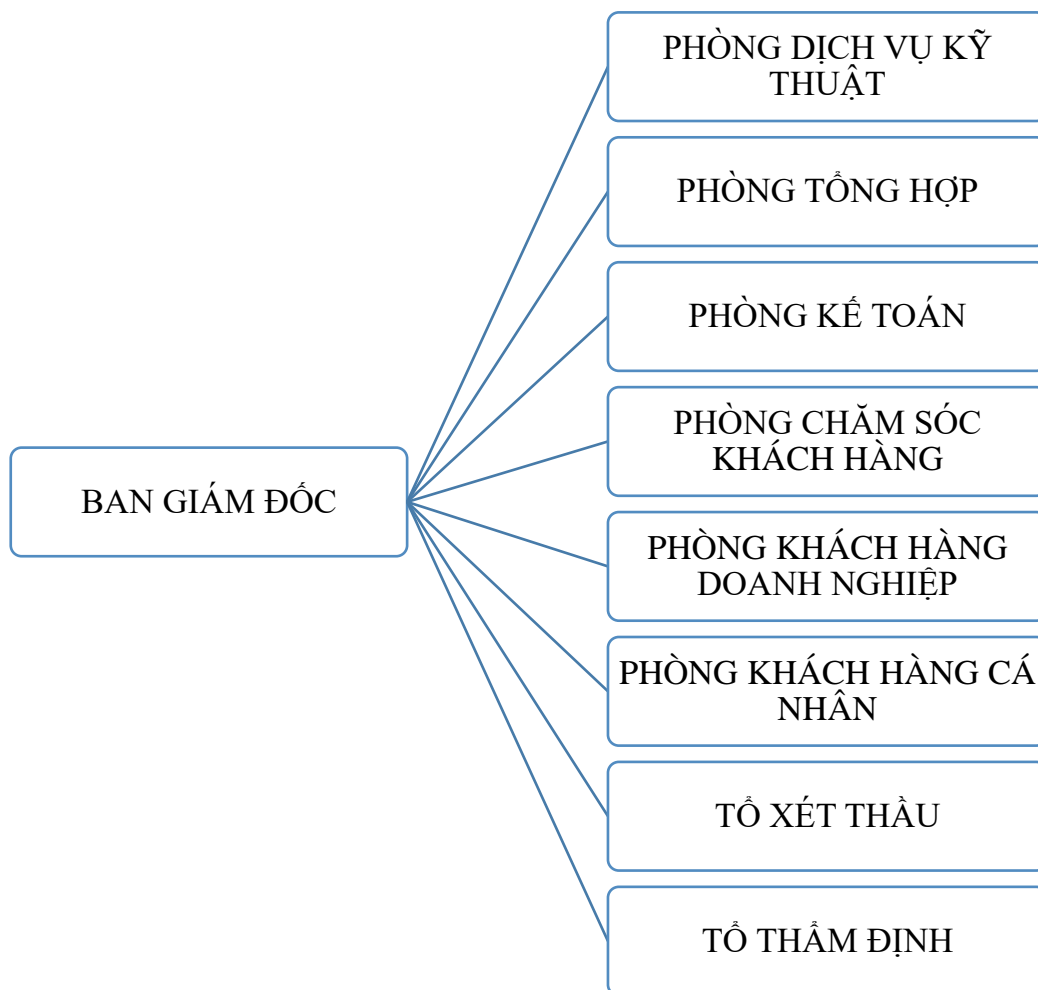 PHÒNG DỊCH VỤ KỸ
THUẬT
PHÒNG TỔNG HỢP
PHÒNG KẾ TOÁN
PHÒNG CHĂM SÓC
KHÁCH HÀNG
BAN GIÁM ĐỐC
PHÒNG KHÁCH HÀNG
DOANH NGHIỆP
PHÒNG KHÁCH HÀNG CÁ
NHÂN
TỔ XÉT THẦU
TỔ THẨM ĐỊNH